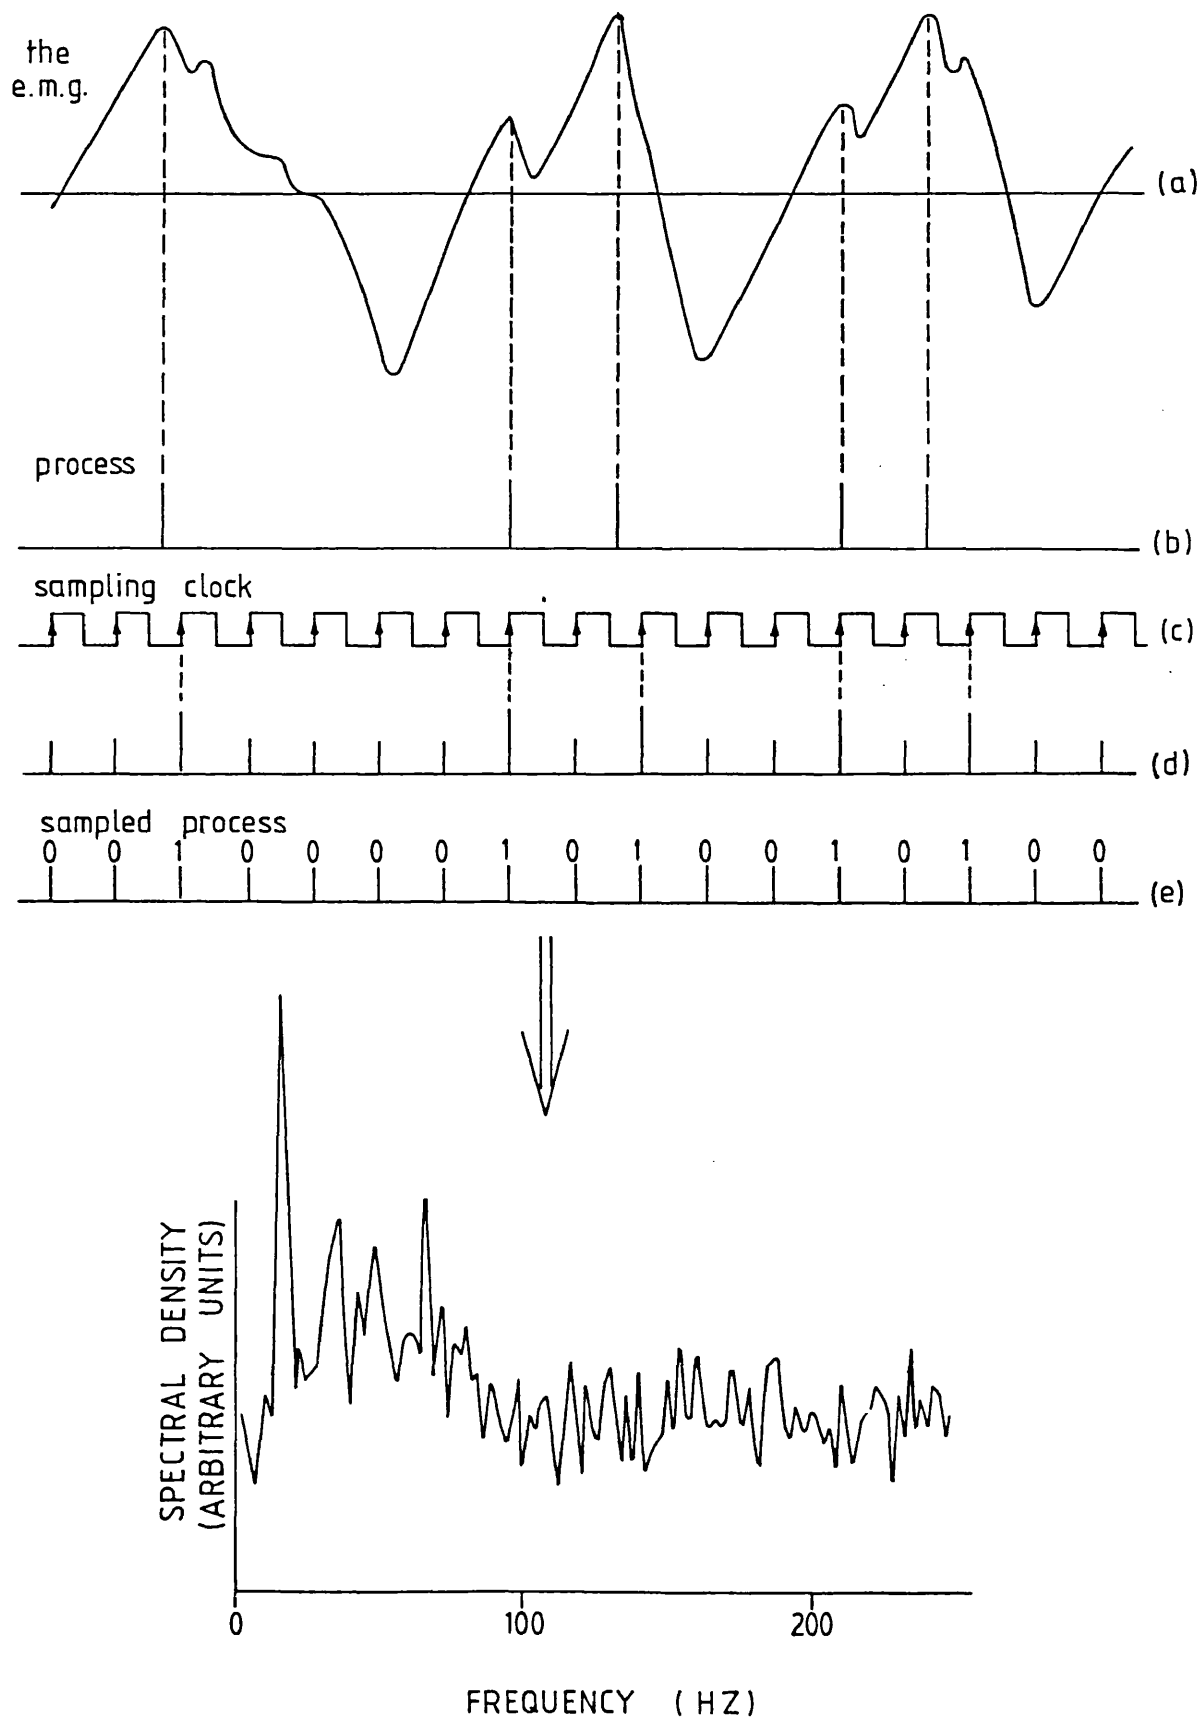 the
e.m.g.
(a)
process
(b)
sampling clock
(c)
(d)
sampled process
0 0 1 0 0 0 0 1 0 1 0 0 1 0 1 0 0
(e)
SPECTRAL DENSITY
(ARBITRARY UNITS)
0 100 200
FREQUENCY (HZ)